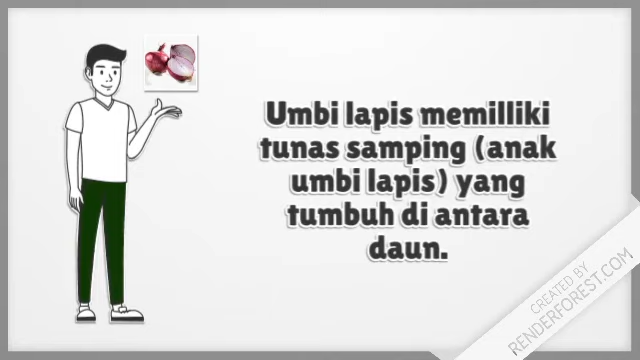 Umbi lapis memilliki
tunas samping (anak
umbi lapis) yang
tumbuh di antara
daun.
CREATED BY
RENDERFOREST.COM